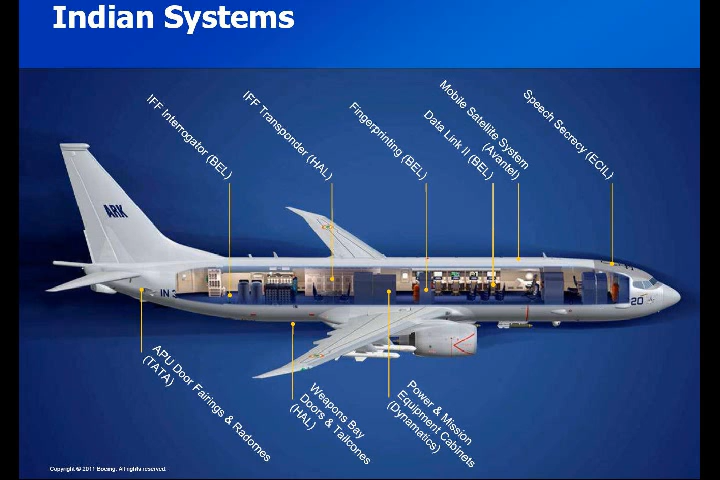 Indian Systems
IFF Interrogator (BEL)
IFF Transponder (HAL)
Fingerprinting (BEL)
Data Link II (BEL)
Mobile Satellite System
(Avantel)
Speech Secrecy (ECIL)
ARK
IN 3
20
APU Door Fairings & Radomes
(TATA)
Weapons Bay
Doors & Tailcones
(HAL)
Power & Mission
Equipment Cabinets
(Dynamatics)
Copyright © 2011 Boeing. All rights reserved.